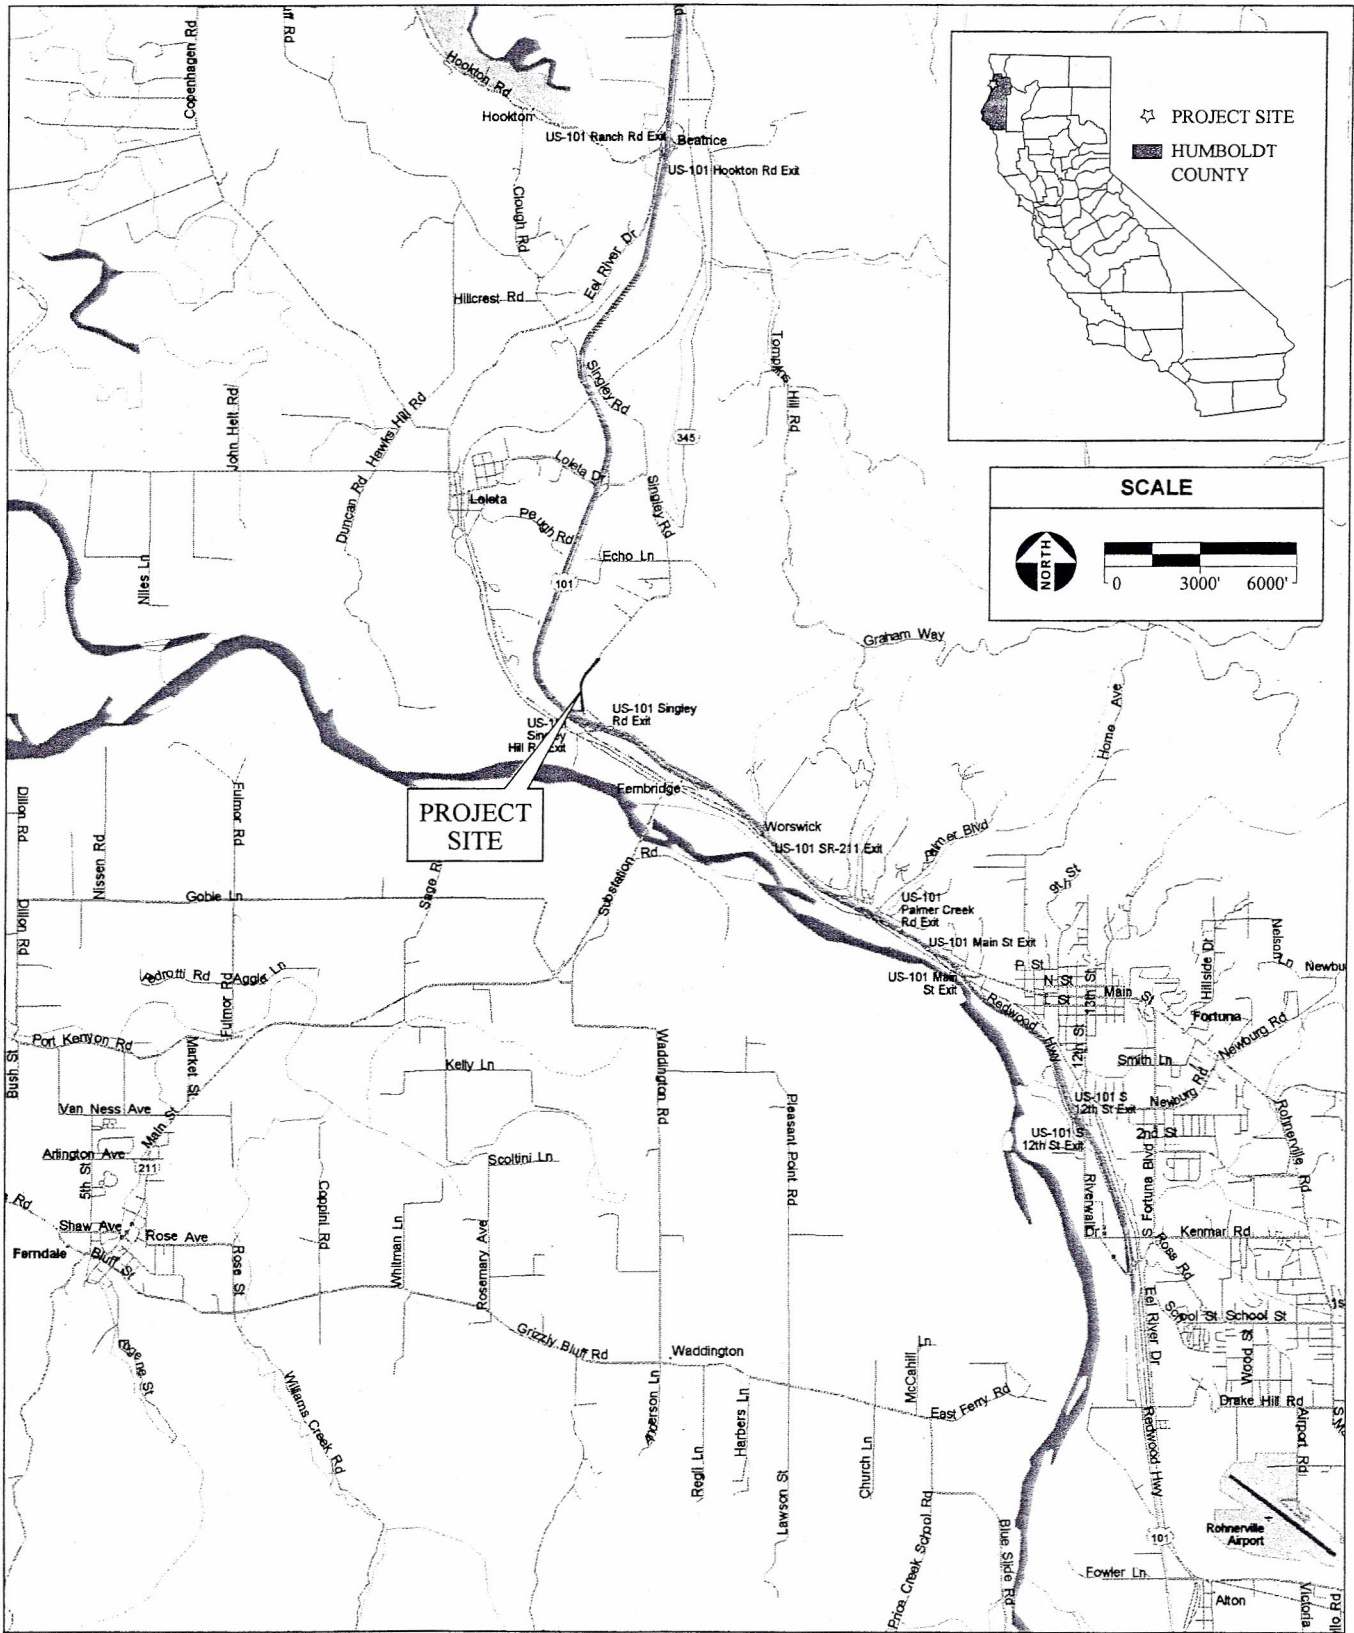 Copenhagen Rd
Hookton Rd
Hookton
US-101 Ranch Rd Exit
Beatrice
US-101 Hookton Rd Exit
PROJECT SITE
HUMBOLDT
COUNTY
Clough Rd
Eel River Dr
Hillcrest Rd
Tompkins Hill Rd
Singley Rd
John Helt Rd
Duncan Rd
Hawks Hill Rd
345
Loleta Dr
Loleta
Peugh Rd
Singley Rd
Echo Ln
101
SCALE
NORTH
0
3000'
6000'
Niles Ln
Graham Way
Home Ave
US-101 Singley
Rd Exit
PROJECT
SITE
Fernbridge
Worswick
US-101 SR-211 Exit
Palmer Blvd
Dillon Rd
Nissen Rd
Fulmor Rd
Goble Ln
Substation Rd
9th St
US-101
Palmer Creek
Rd Exit
US-101 Main St Exit
US-101 Main
St Exit
Dillon Rd
Aggie Ln
Fulmor Rd
P St
N St
L St
13th St
Main St
Hillside Dr
Nelson Ln
Fortuna
Redwood Hwy
12th St
Smith Ln
Newburg Rd
Newburg Rd
Port Kenyon Rd
Bush St
Market St
Kelly Ln
Waddington Rd
Van Ness Ave
Main St
Arlington Ave
211
5th St
Pleasant Point Rd
US-101 S
12th St Exit
US-101 S
12th St Exit
2nd St
Rohnerville Rd
Scoltini Ln
Shaw Ave
Rose Ave
Ferndale
Bluff St
Rose St
Coppini Rd
Whitman Ln
Rosemary Ave
Riverwalk Dr
S Fortuna Blvd
Kenmar Rd
Ross Rd
Eel River Dr
School St
School St
Wood St
Grizzly Bluff Rd
Waddington
Williams Creek Rd
Anderson Ln
Regli Ln
Harbers Ln
Lawson St
McCahill Ln
East Ferry Rd
Church Ln
Price Creek School Rd
Blue Slide Rd
Redwood Hwy
Drake Hill Rd
Airport Rd
Rohnerville
Airport
101
Fowler Ln
Alton
Victoria